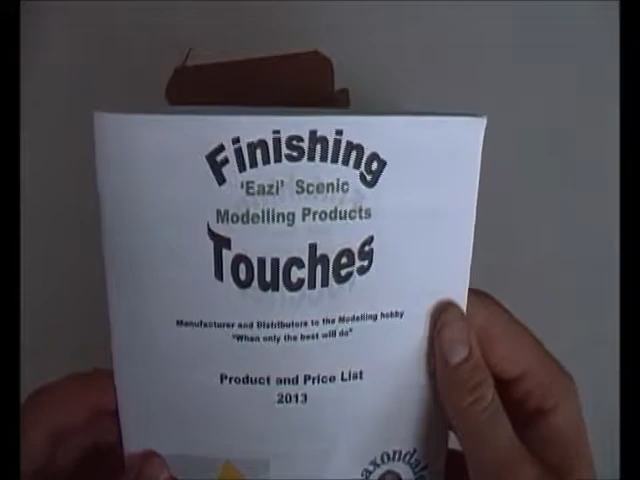 Finishing
'Eazi' Scenic
Modelling Products
Touches
Manufacturer and Distributors to the Modelling hobby
"When only the best will do"
Product and Price List
2013